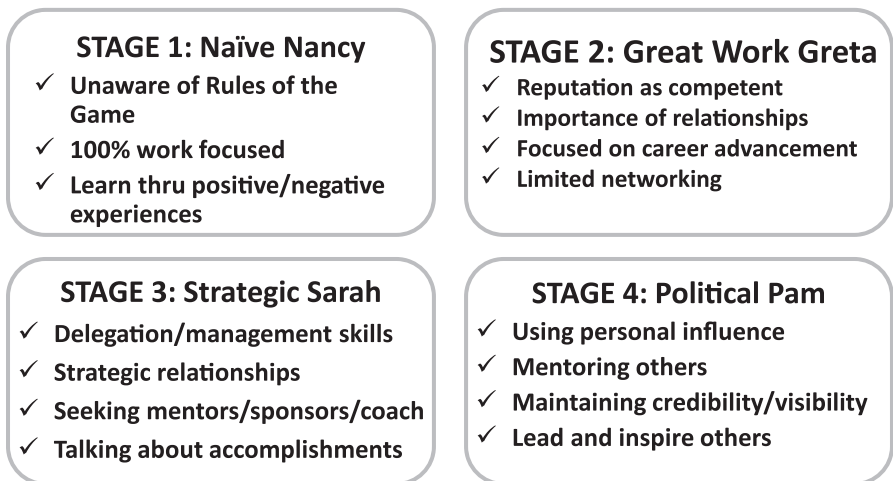 STAGE 1: Naïve Nancy
✓ Unaware of Rules of the
Game
✓ 100% work focused
✓ Learn thru positive/negative
experiences
STAGE 2: Great Work Greta
✓ Reputation as competent
✓ Importance of relationships
✓ Focused on career advancement
✓ Limited networking
STAGE 3: Strategic Sarah
✓ Delegation/management skills
✓ Strategic relationships
✓ Seeking mentors/sponsors/coach
✓ Talking about accomplishments
STAGE 4: Political Pam
✓ Using personal influence
✓ Mentoring others
✓ Maintaining credibility/visibility
✓ Lead and inspire others